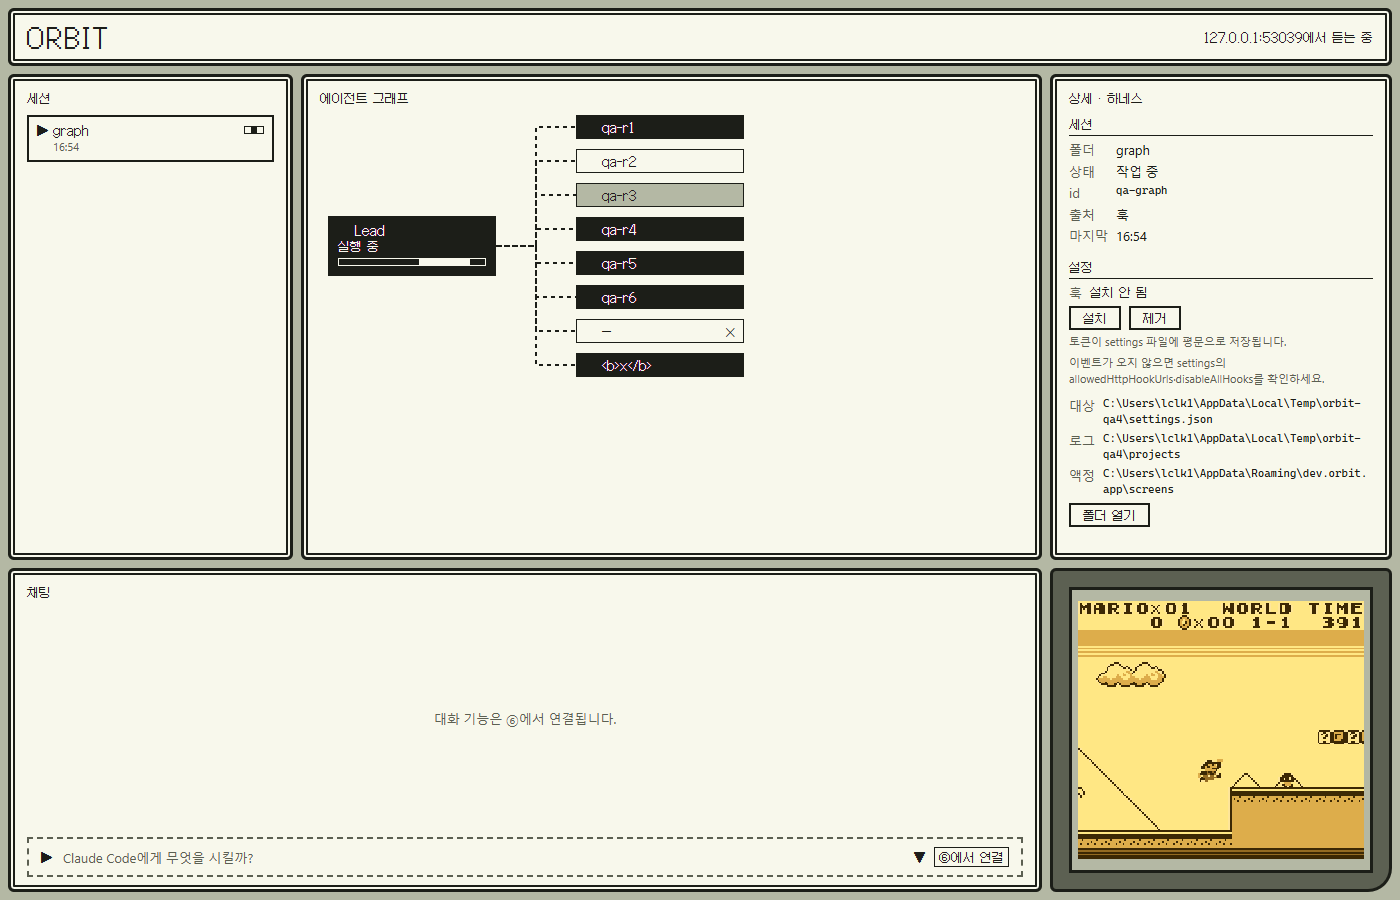 ORBIT
127.0.0.1:53039에서 듣는 중
세션
▶ graph
16:54
에이전트 그래프
Lead
실행 중
qa-r1
qa-r2
qa-r3
qa-r4
qa-r5
qa-r6
—
×
<b>x</b>
상세 · 하네스
세션
폴더 graph
상태 작업 중
id qa-graph
출처 훅
마지막 16:54
설정
훅 설치 안 됨
설치 제거
토큰이 settings 파일에 평문으로 저장됩니다.
이벤트가 오지 않으면 settings의
allowedHttpHookUrls·disableAllHooks를 확인하세요.
대상 C:\Users\lclk1\AppData\Local\Temp\orbit-
qa4\settings.json
로그 C:\Users\lclk1\AppData\Local\Temp\orbit-
qa4\projects
액정 C:\Users\lclk1\AppData\Roaming\dev.orbit.
app\screens
폴더 열기
채팅
대화 기능은 ⑥에서 연결됩니다.
▶ Claude Code에게 무엇을 시킬까?
▼ ⑥에서 연결
MARIO×01 WORLD TIME
0 ×00 1-1 391
? ?